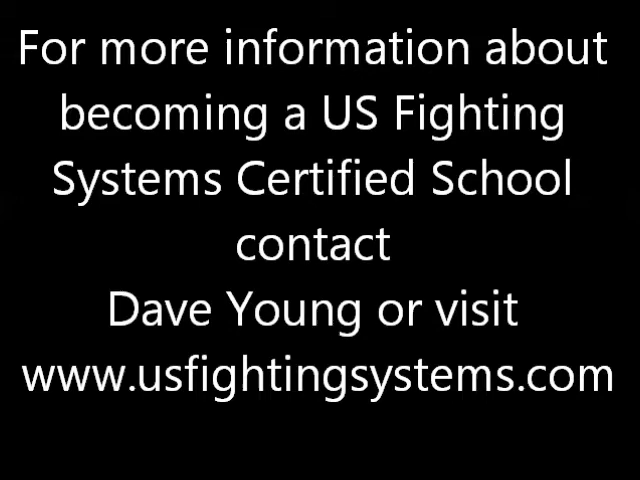 For more information about
becoming a US Fighting
Systems Certified School
contact
Dave Young or visit
www.usfightingsystems.com